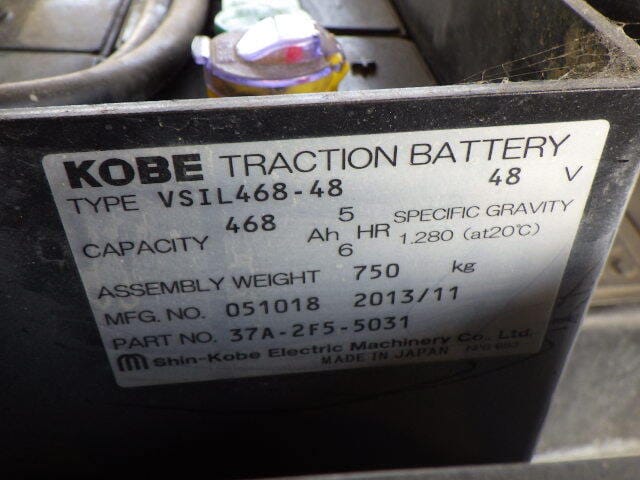 KOBE TRACTION BATTERY
TYPE VSIL468-48 48 V
CAPACITY 468 Ah 5 HR SPECIFIC GRAVITY
6 1.280 (at20℃)
ASSEMBLY WEIGHT 750 kg
MFG. NO. 051018 2013/11
PART NO. 37A-2F5-5031
Shin-Kobe Electric Machinery Co., Ltd.
MADE IN JAPAN